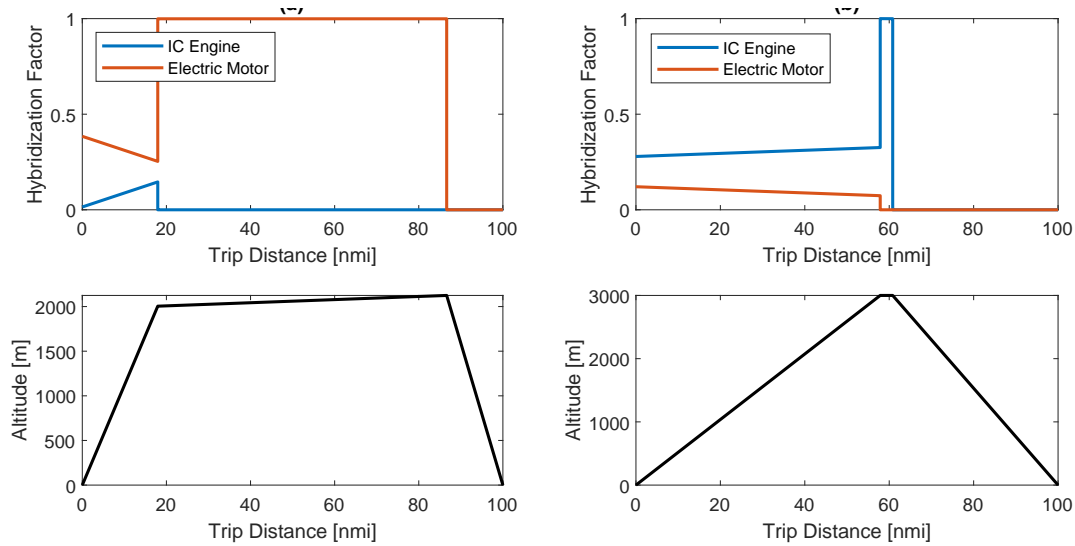 (a)
1
0.5
0
Hybridization Factor
IC Engine
Electric Motor
0 20 40 60 80 100
Trip Distance [nmi]
(b)
1
0.5
0
Hybridization Factor
IC Engine
Electric Motor
0 20 40 60 80 100
Trip Distance [nmi]
2000
1500
1000
500
0
Altitude [m]
0 20 40 60 80 100
Trip Distance [nmi]
3000
2000
1000
0
Altitude [m]
0 20 40 60 80 100
Trip Distance [nmi]